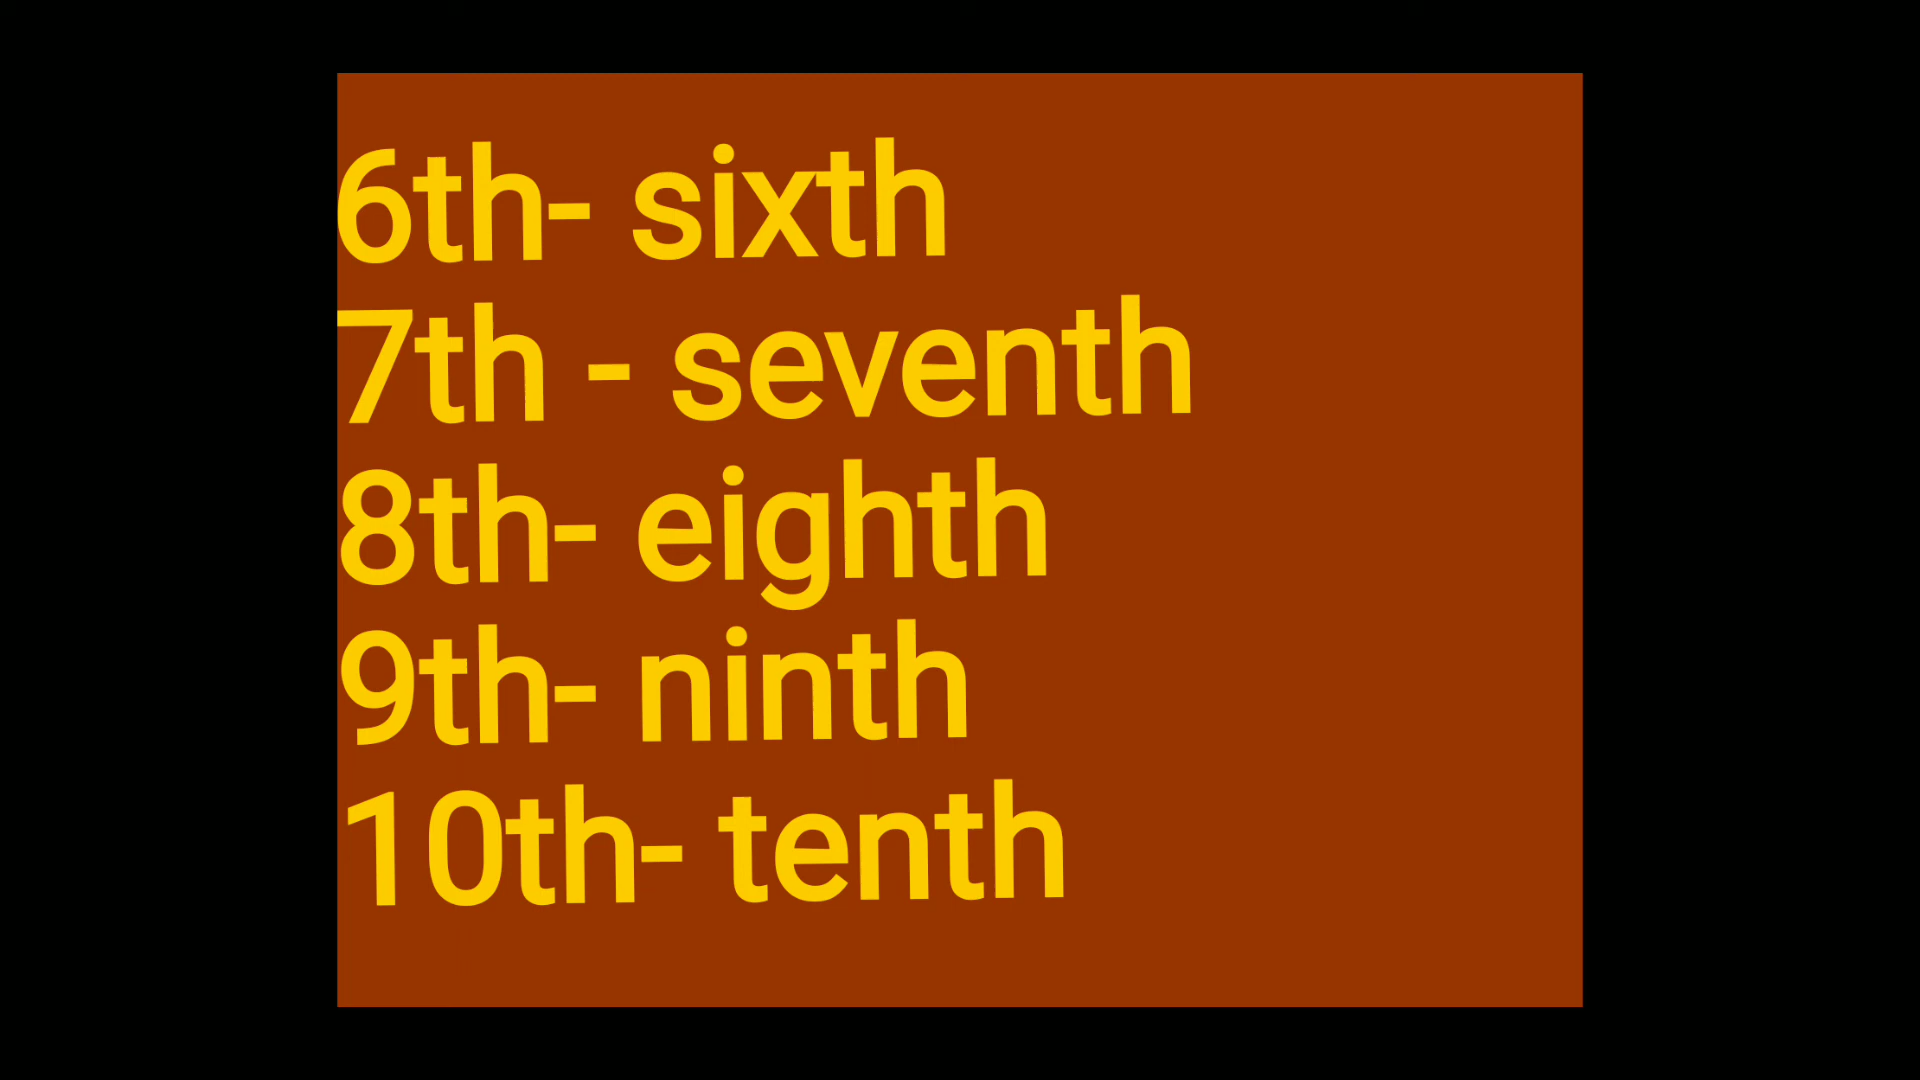 6th- sixth
7th - seventh
8th- eighth
9th- ninth
10th- tenth